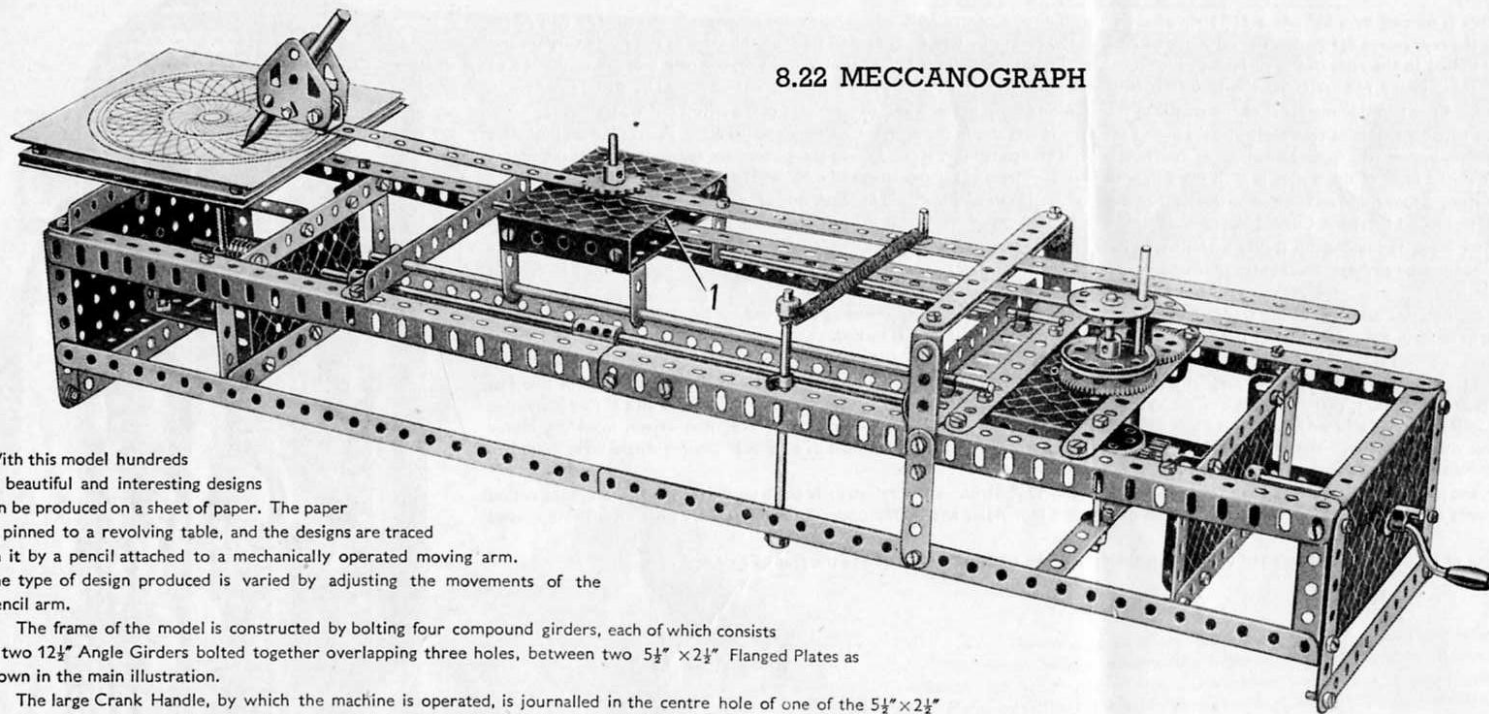 8.22 MECCANOGRAPH
1
With this model hundreds
beautiful and interesting designs
be produced on a sheet of paper. The paper
pinned to a revolving table, and the designs are traced
it by a pencil attached to a mechanically operated moving arm.
type of design produced is varied by adjusting the movements of the
arm.
The frame of the model is constructed by bolting four compound girders, each of which consists
two 12½″ Angle Girders bolted together overlapping three holes, between two 5½″ ×2½″ Flanged Plates as
in the main illustration.
The large Crank Handle, by which the machine is operated, is journalled in the centre hole of one of the 5½″×2½″